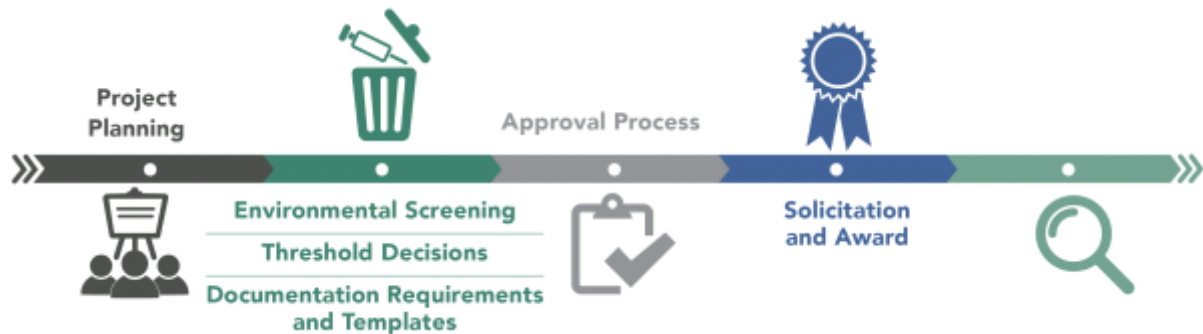 Project
Planning
Environmental Screening
Threshold Decisions
Documentation Requirements
and Templates
Approval Process
Solicitation
and Award